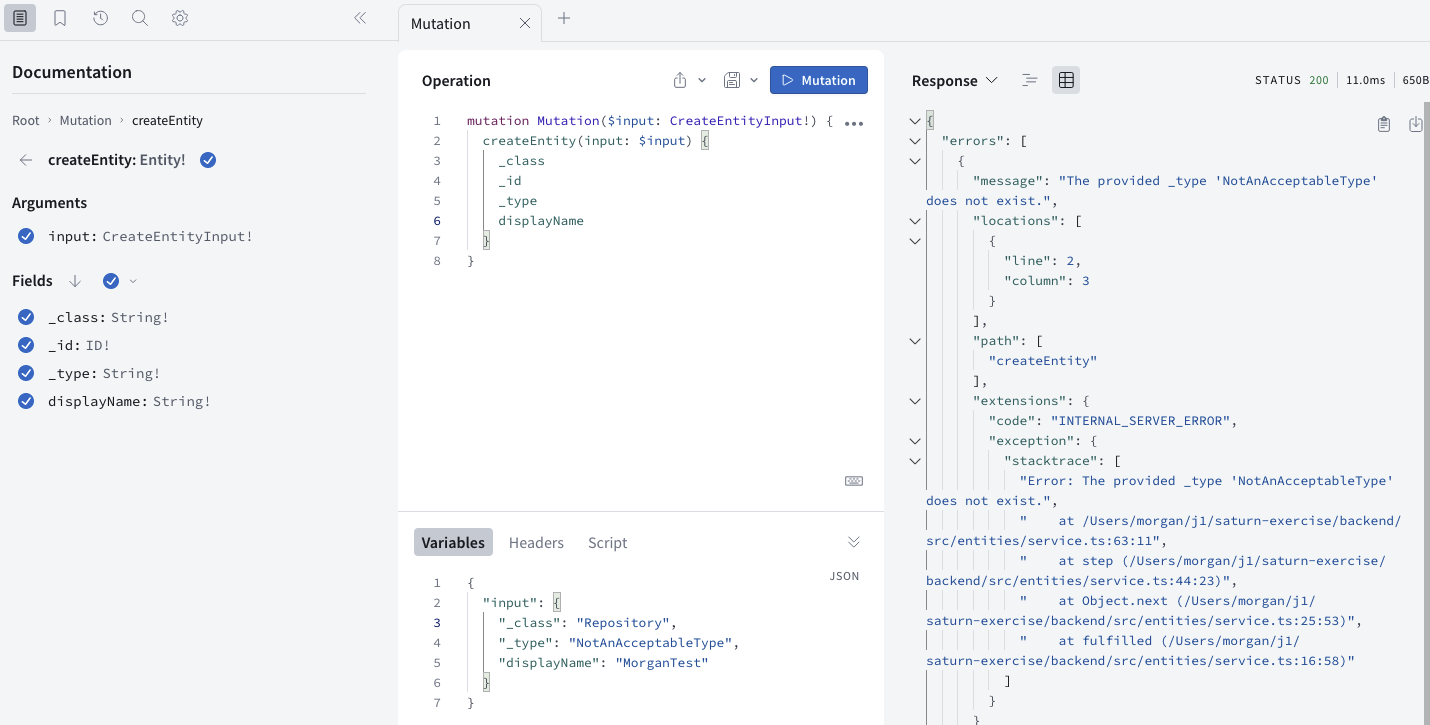 Mutation
Documentation
Root › Mutation › createEntity
createEntity: Entity!
Arguments
input: CreateEntityInput!
Fields
_class: String!
_id: ID!
_type: String!
displayName: String!
Operation
Mutation
1 mutation Mutation($input: CreateEntityInput!) {
2 createEntity(input: $input) {
3 _class
4 _id
5 _type
6 displayName
7 }
8 }
Variables Headers Script
JSON
1 {
2 "input": {
3 "_class": "Repository",
4 "_type": "NotAnAcceptableType",
5 "displayName": "MorganTest"
6 }
7 }
Response
STATUS 200 11.0ms 650B
{
"errors": [
{
"message": "The provided _type 'NotAnAcceptableType'
does not exist.",
"locations": [
{
"line": 2,
"column": 3
}
],
"path": [
"createEntity"
],
"extensions": {
"code": "INTERNAL_SERVER_ERROR",
"exception": {
"stacktrace": [
"Error: The provided _type 'NotAnAcceptableType'
does not exist.",
"    at /Users/morgan/j1/saturn-exercise/backend/
src/entities/service.ts:63:11",
"    at step (/Users/morgan/j1/saturn-exercise/
backend/src/entities/service.ts:44:23)",
"    at Object.next (/Users/morgan/j1/
saturn-exercise/backend/src/entities/service.ts:25:53)",
"    at fulfilled (/Users/morgan/j1/
saturn-exercise/backend/src/entities/service.ts:16:58)"
]
}
}